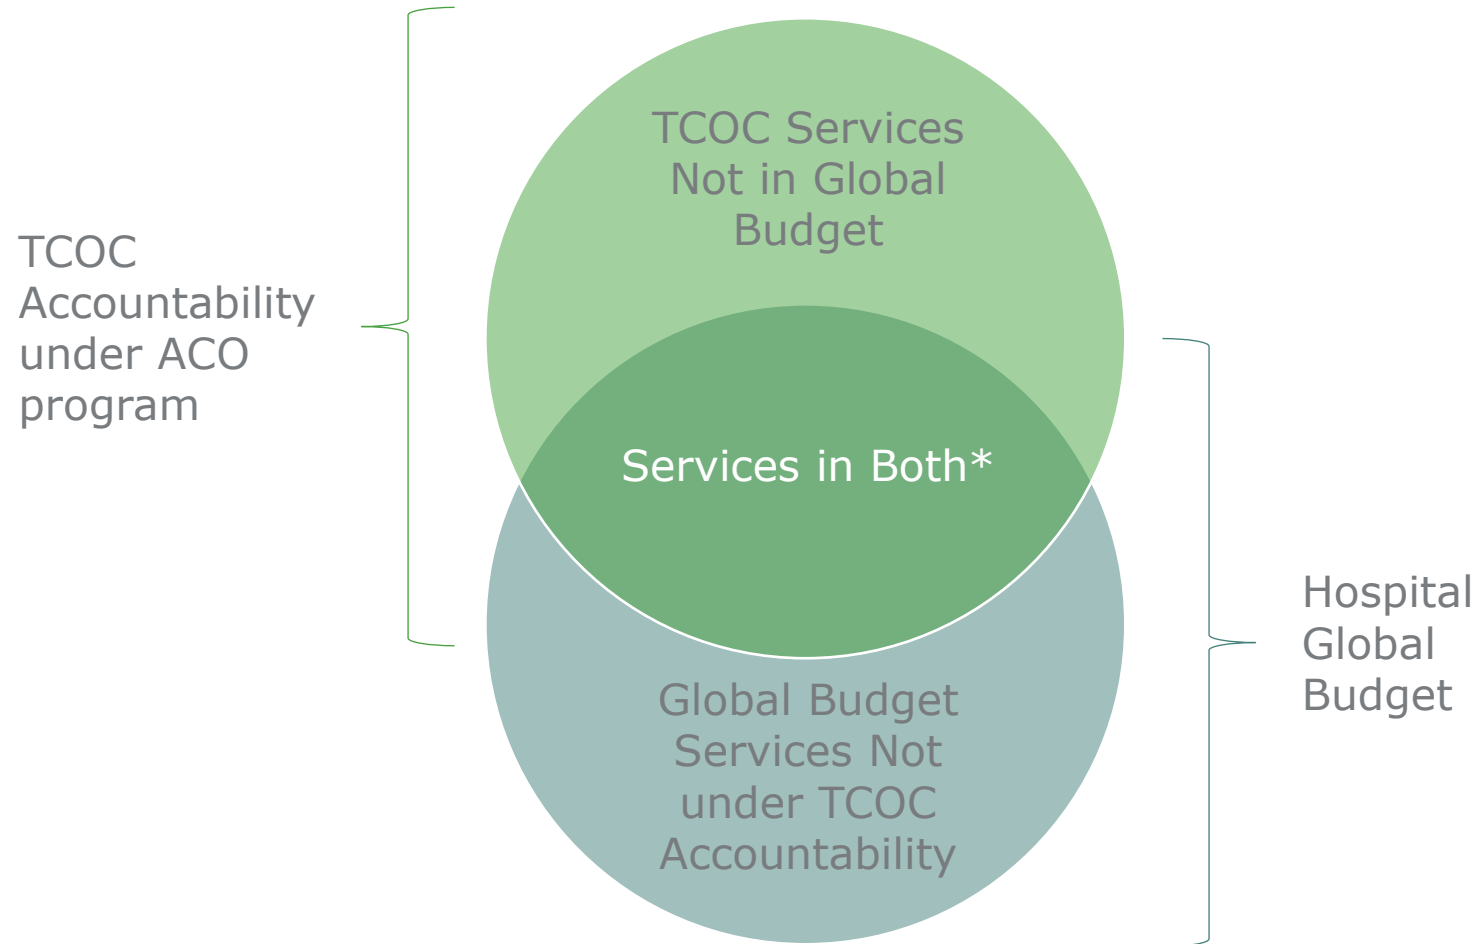 TCOC Services
Not in Global
Budget
TCOC
Accountability
under ACO
program
Services in Both*
Hospital
Global
Budget
Global Budget
Services Not
under TCOC
Accountability